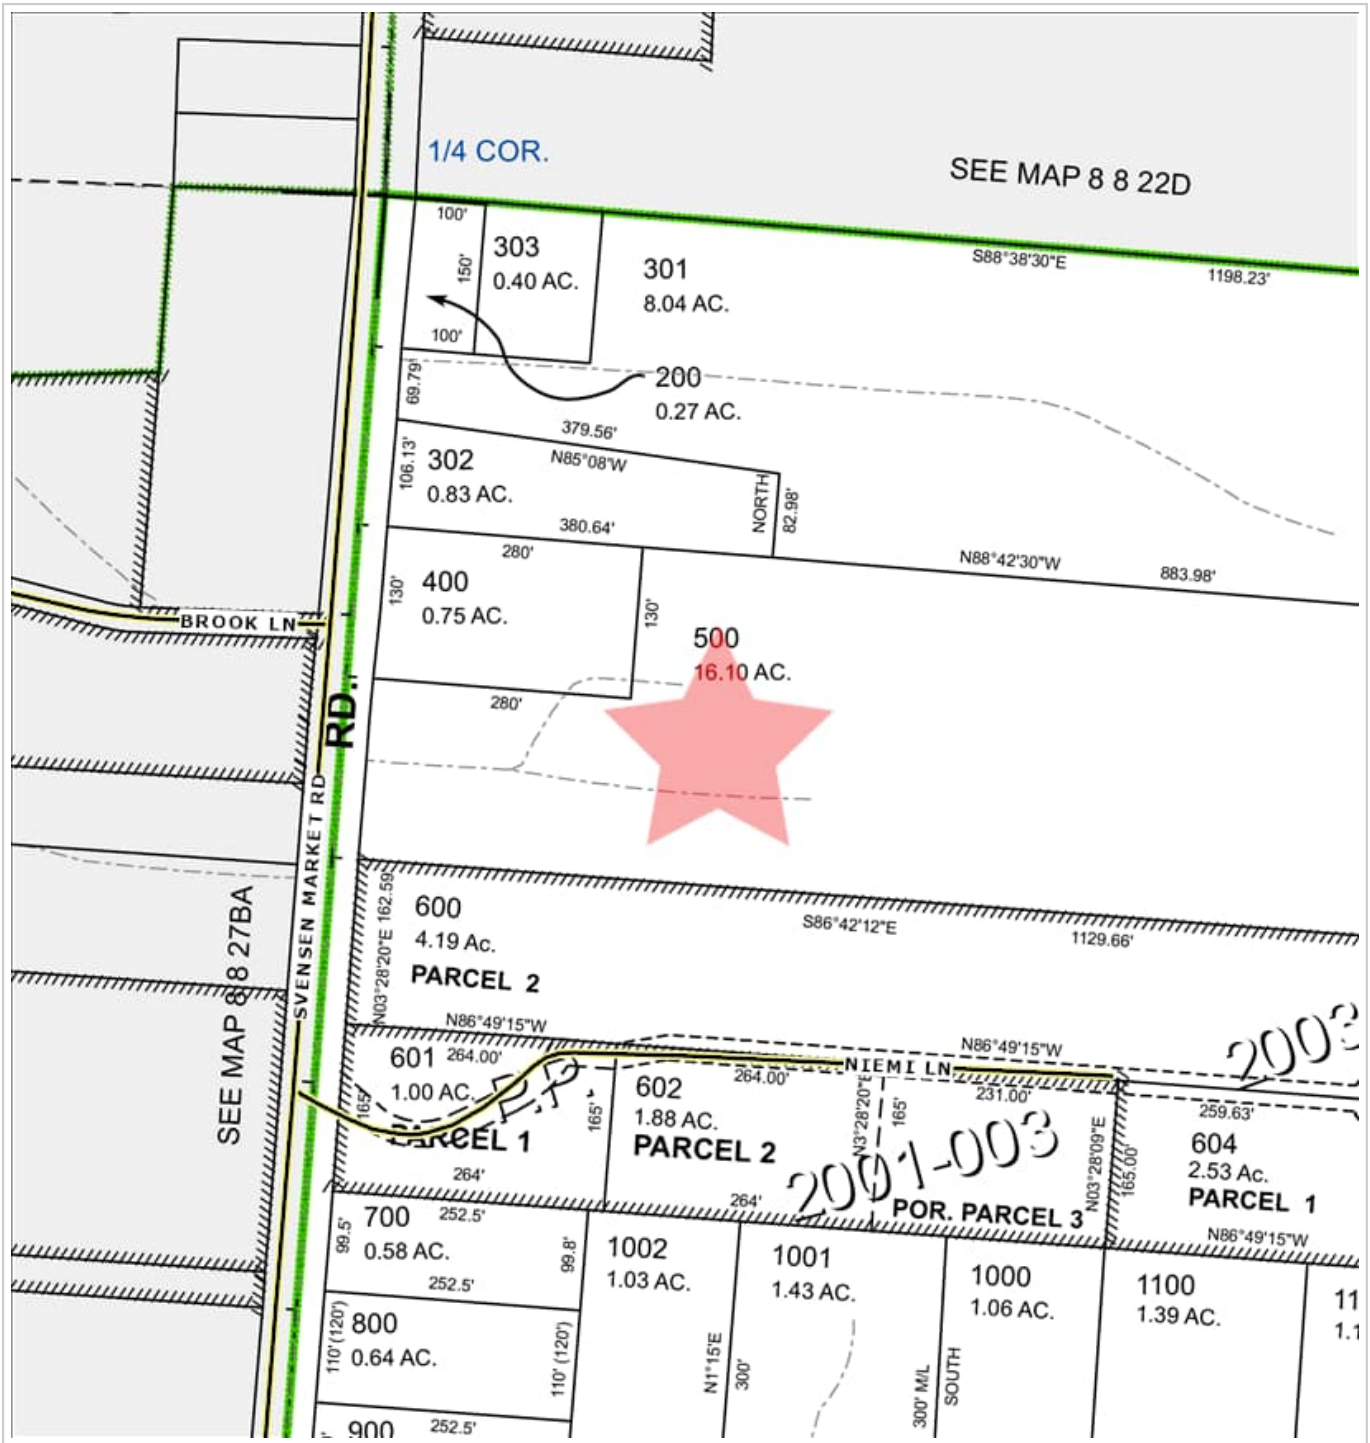 1/4 COR.
SEE MAP 8 8 22D
100'
303
0.40 AC.
150'
100'
301
8.04 AC.
S88°38'30"E
1198.23'
200
0.27 AC.
69.79'
379.56'
N85°08'W
302
0.83 AC.
106.13'
NORTH
82.98'
380.64'
N88°42'30"W
883.98'
280'
400
0.75 AC.
130'
130'
280'
500
16.10 AC.
BROOK LN
RD.
SVENSEN MARKET RD
SEE MAP 8 8 27BA
600
4.19 Ac.
PARCEL 2
N03°28'20"E 162.59'
S86°42'12"E
1129.66'
N86°49'15"W
N86°49'15"W
2003
NIEMI LN
601
264.00'
1.00 AC.
165'
165'
P.P.
PARCEL 1
264'
602
264.00'
1.88 AC.
PARCEL 2
264'
N3°28'20"E
165'
231.00'
2001-003
POR. PARCEL 3
N03°28'09"E
165.00'
259.63'
604
2.53 Ac.
PARCEL 1
N86°49'15"W
700
252.5'
0.58 AC.
99.5'
99.8'
252.5'
800
0.64 AC.
110' (120')
110' (120')
900
252.5'
1002
1.03 AC.
N1°15'E
300'
1001
1.43 AC.
300' M/L
SOUTH
1000
1.06 AC.
1100
1.39 AC.
11
1.1